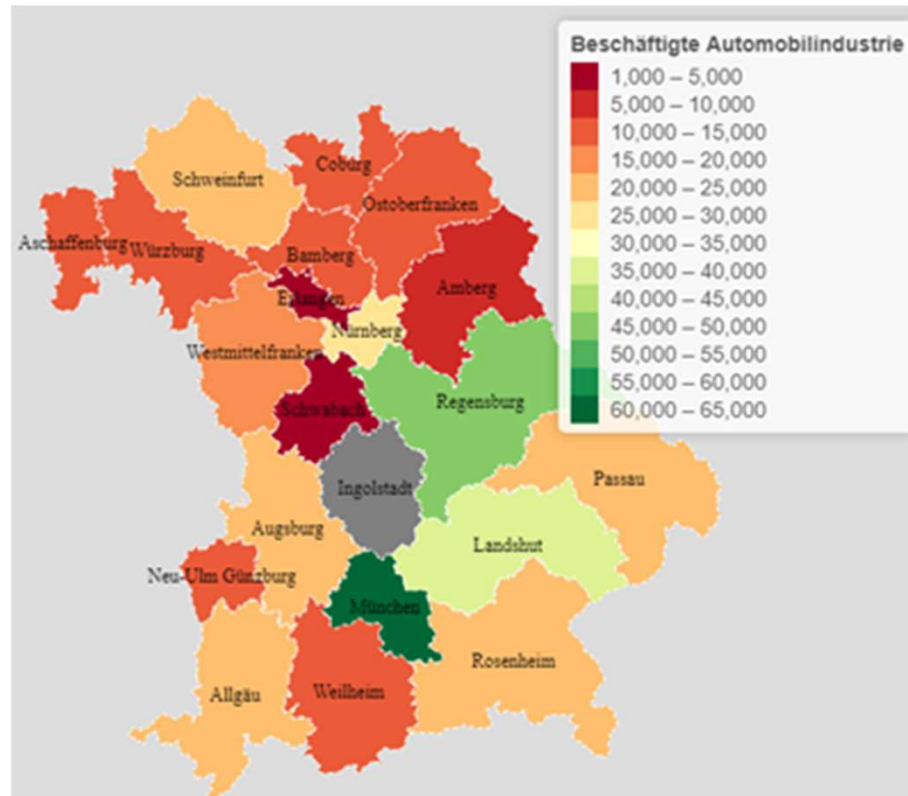 Beschäftigte Automobilindustrie
1,000 – 5,000
5,000 – 10,000
10,000 – 15,000
15,000 – 20,000
20,000 – 25,000
25,000 – 30,000
30,000 – 35,000
35,000 – 40,000
40,000 – 45,000
45,000 – 50,000
50,000 – 55,000
55,000 – 60,000
60,000 – 65,000
Coburg
Schweinfurt
Ostoberfranken
Aschaffenburg
Würzburg
Bamberg
Amberg
Erlangen
Nürnberg
Westmittelfranken
Regensburg
Schwabach
Passau
Ingolstadt
Augsburg
Landshut
Neu-Ulm Günzburg
München
Rosenheim
Weilheim
Allgäu